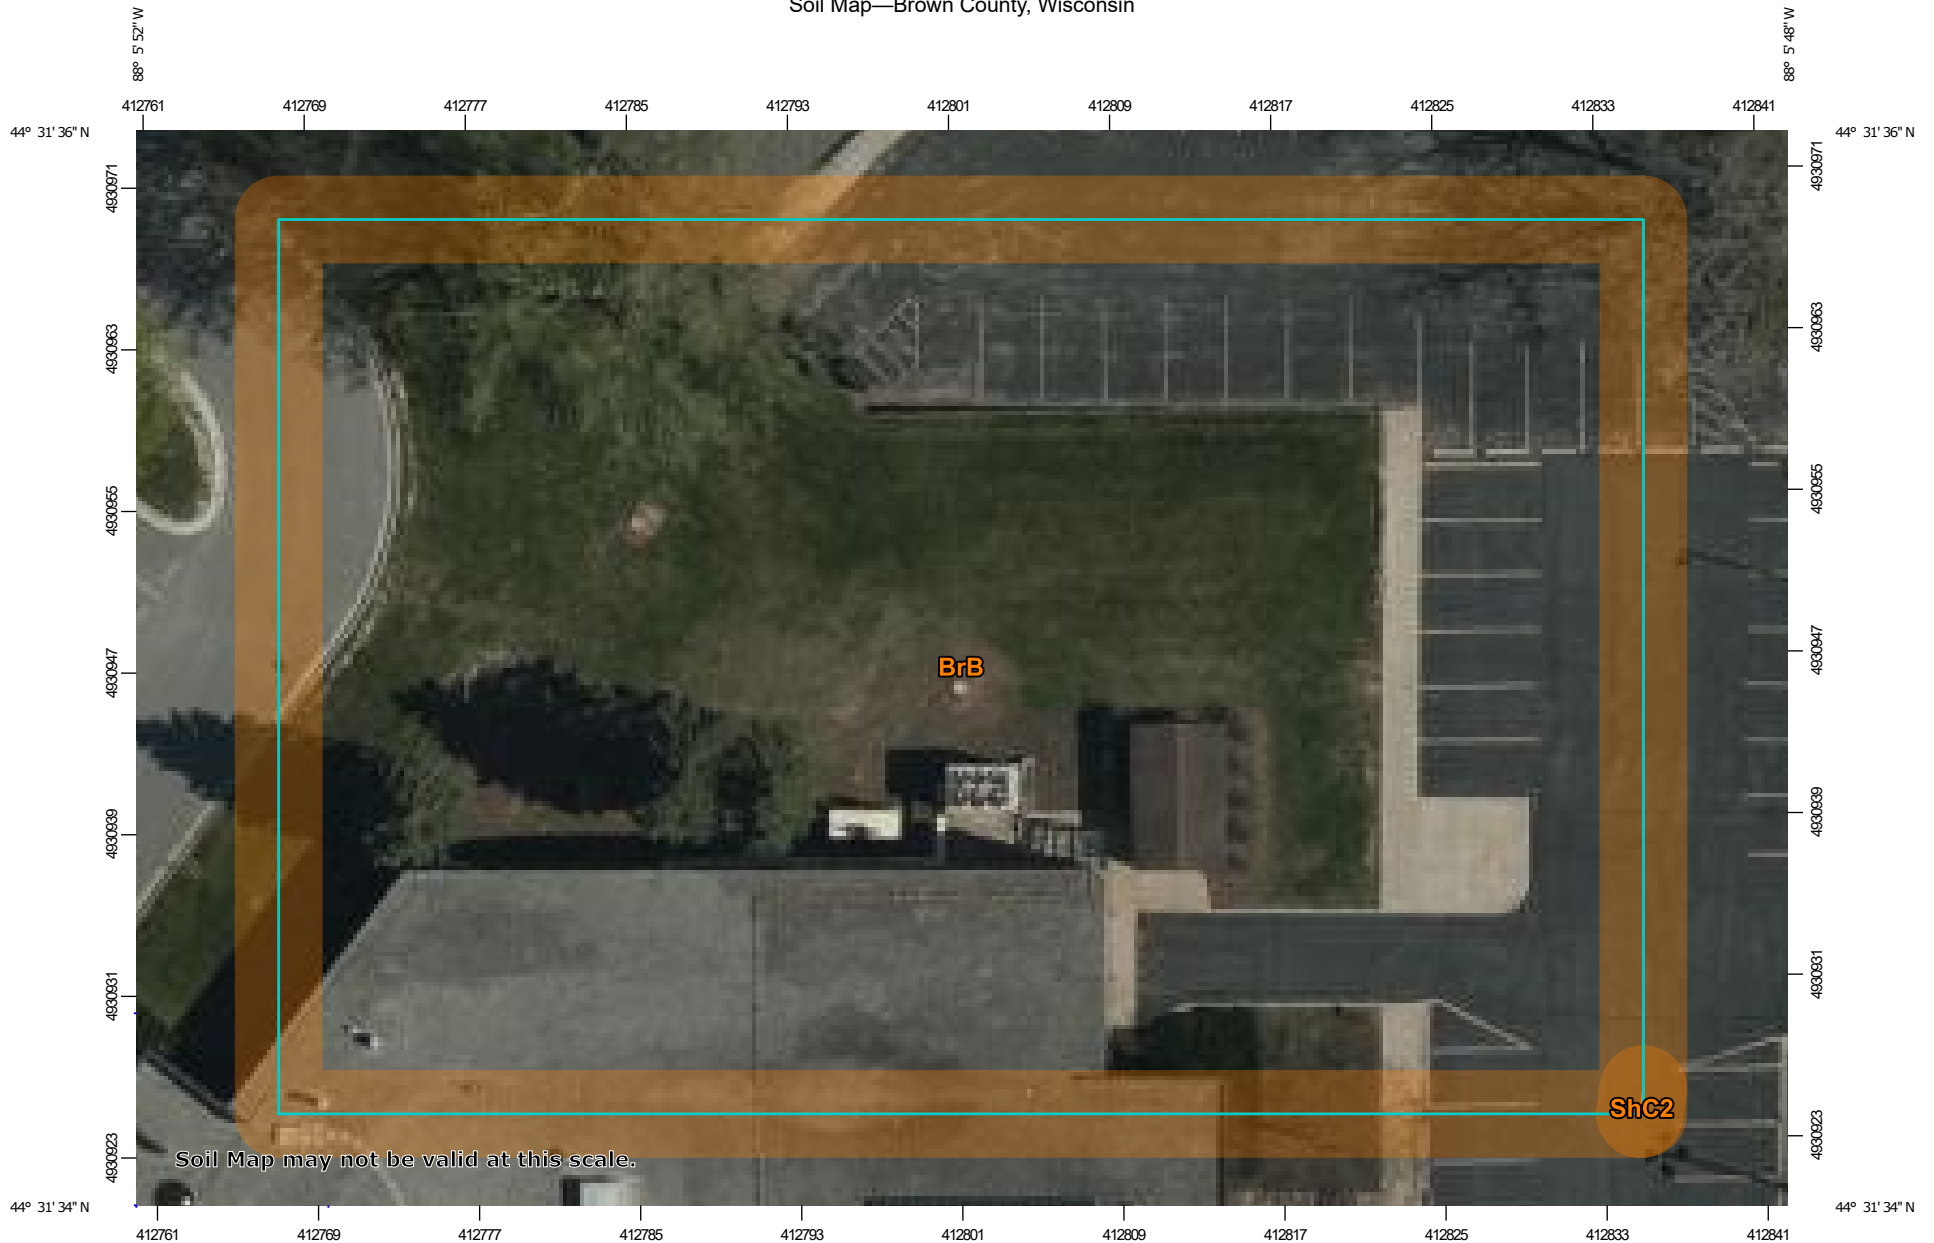 Soil Map—Brown County, Wisconsin
88° 5' 52'' W
88° 5' 48'' W
412761 412769 412777 412785 412793 412801 412809 412817 412825 412833 412841
44° 31' 36'' N
44° 31' 36'' N
4930971
4930971
4930963
4930963
4930955
4930955
4930947
4930947
BrB
4930939
4930939
4930931
4930931
ShC2
4930923
4930923
Soil Map may not be valid at this scale.
44° 31' 34'' N
44° 31' 34'' N
412761 412769 412777 412785 412793 412801 412809 412817 412825 412833 412841